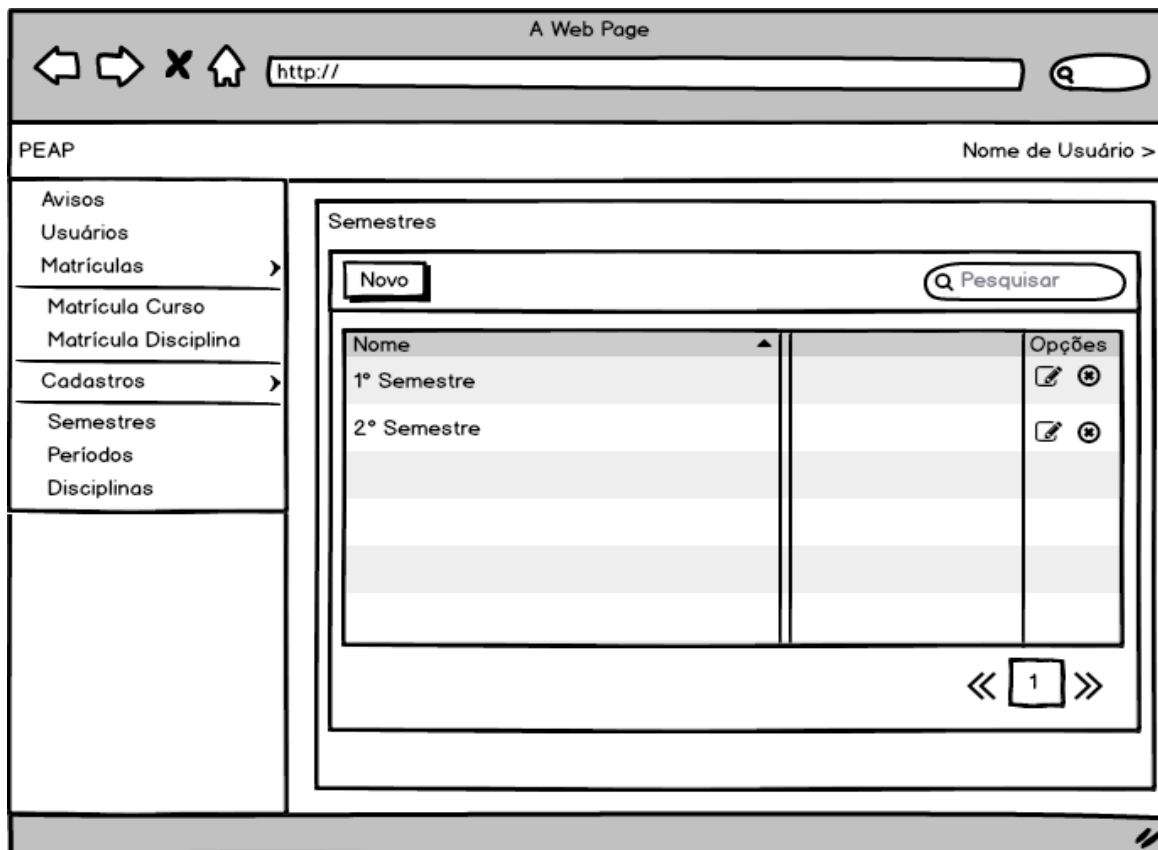 A Web Page
http://
PEAP
Nome de Usuário >
Avisos
Usuários
Matrículas
Matrícula Curso
Matrícula Disciplina
Cadastros
Semestres
Períodos
Disciplinas
Semestres
Novo
Pesquisar
Nome Opções
1° Semestre
2° Semestre
1